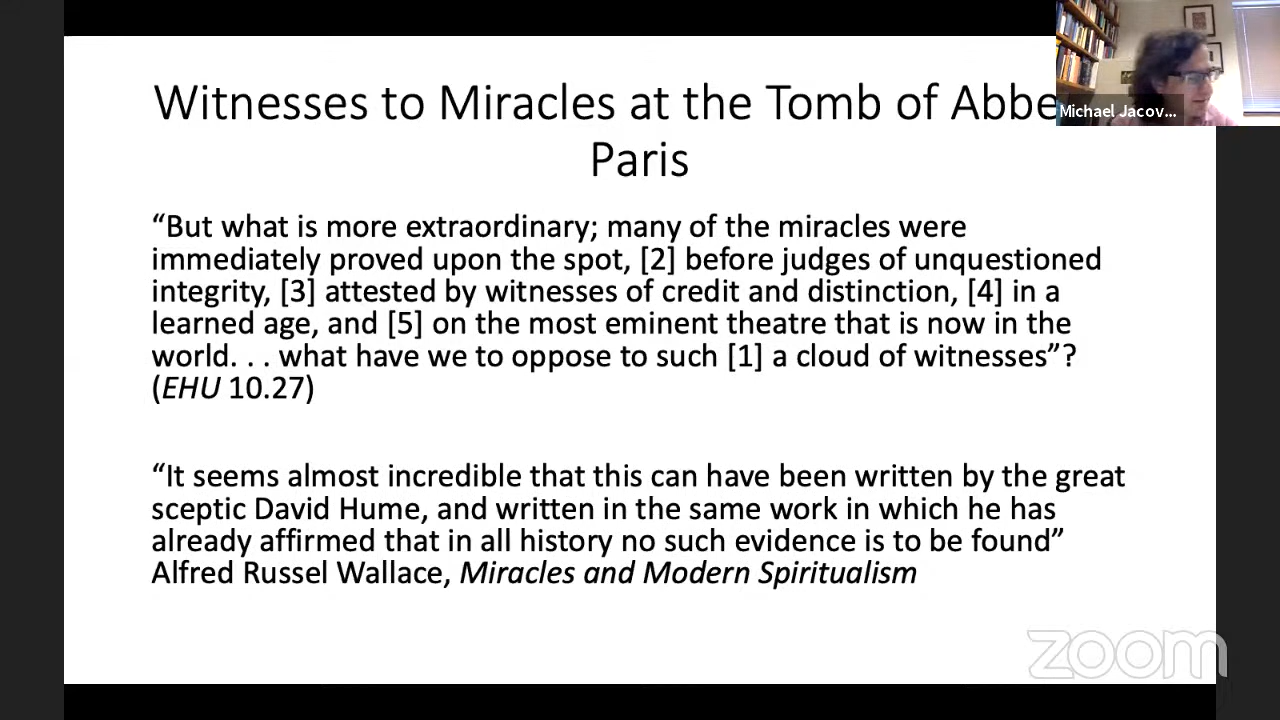 Witnesses to Miracles at the Tomb of Abbe
Paris
Michael Jacov...
“But what is more extraordinary; many of the miracles were
immediately proved upon the spot, [2] before judges of unquestioned
integrity, [3] attested by witnesses of credit and distinction, [4] in a
learned age, and [5] on the most eminent theatre that is now in the
world. . . what have we to oppose to such [1] a cloud of witnesses”?
(EHU 10.27)
“It seems almost incredible that this can have been written by the great
sceptic David Hume, and written in the same work in which he has
already affirmed that in all history no such evidence is to be found”
Alfred Russel Wallace, Miracles and Modern Spiritualism
zoom